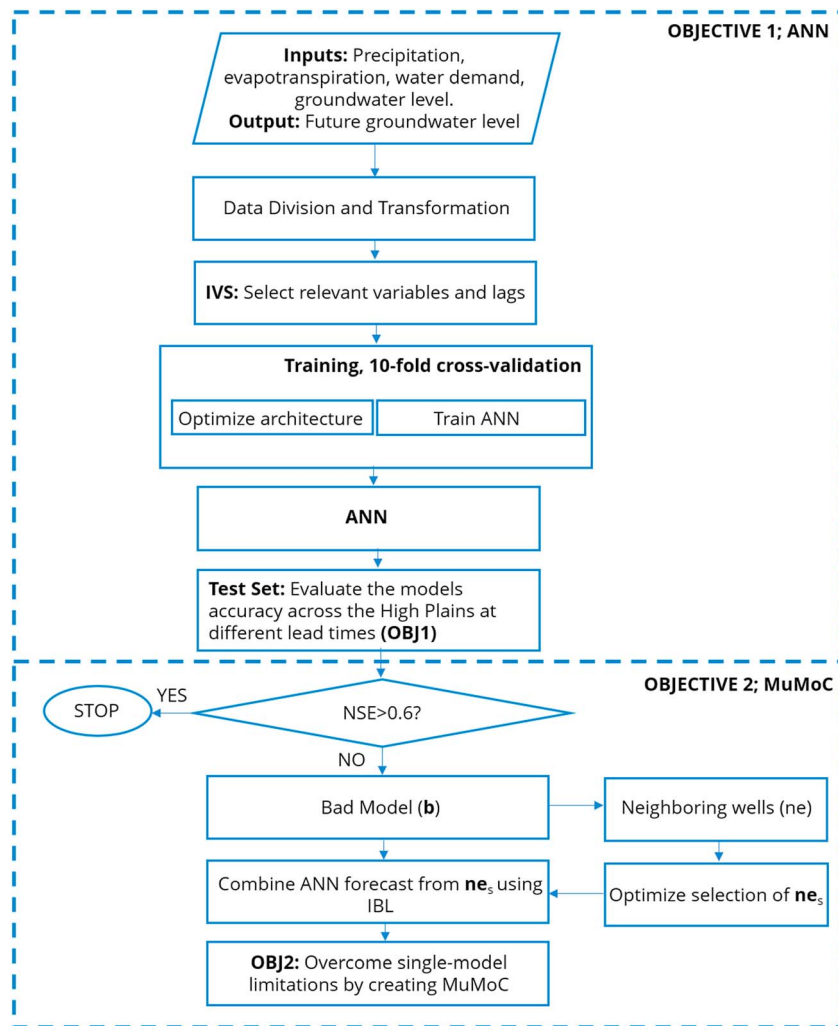 OBJECTIVE 1; ANN
Inputs: Precipitation,
evapotranspiration, water demand,
groundwater level.
Output: Future groundwater level
Data Division and Transformation
IVS: Select relevant variables and lags
Training, 10-fold cross-validation
Optimize architecture
Train ANN
ANN
Test Set: Evaluate the models
accuracy across the High Plains at
different lead times (OBJ1)
OBJECTIVE 2; MuMoC
YES
STOP
NSE>0.6?
NO
Bad Model (b)
Neighboring wells (ne)
Combine ANN forecast from nes using
IBL
Optimize selection of nes
OBJ2: Overcome single-model
limitations by creating MuMoC